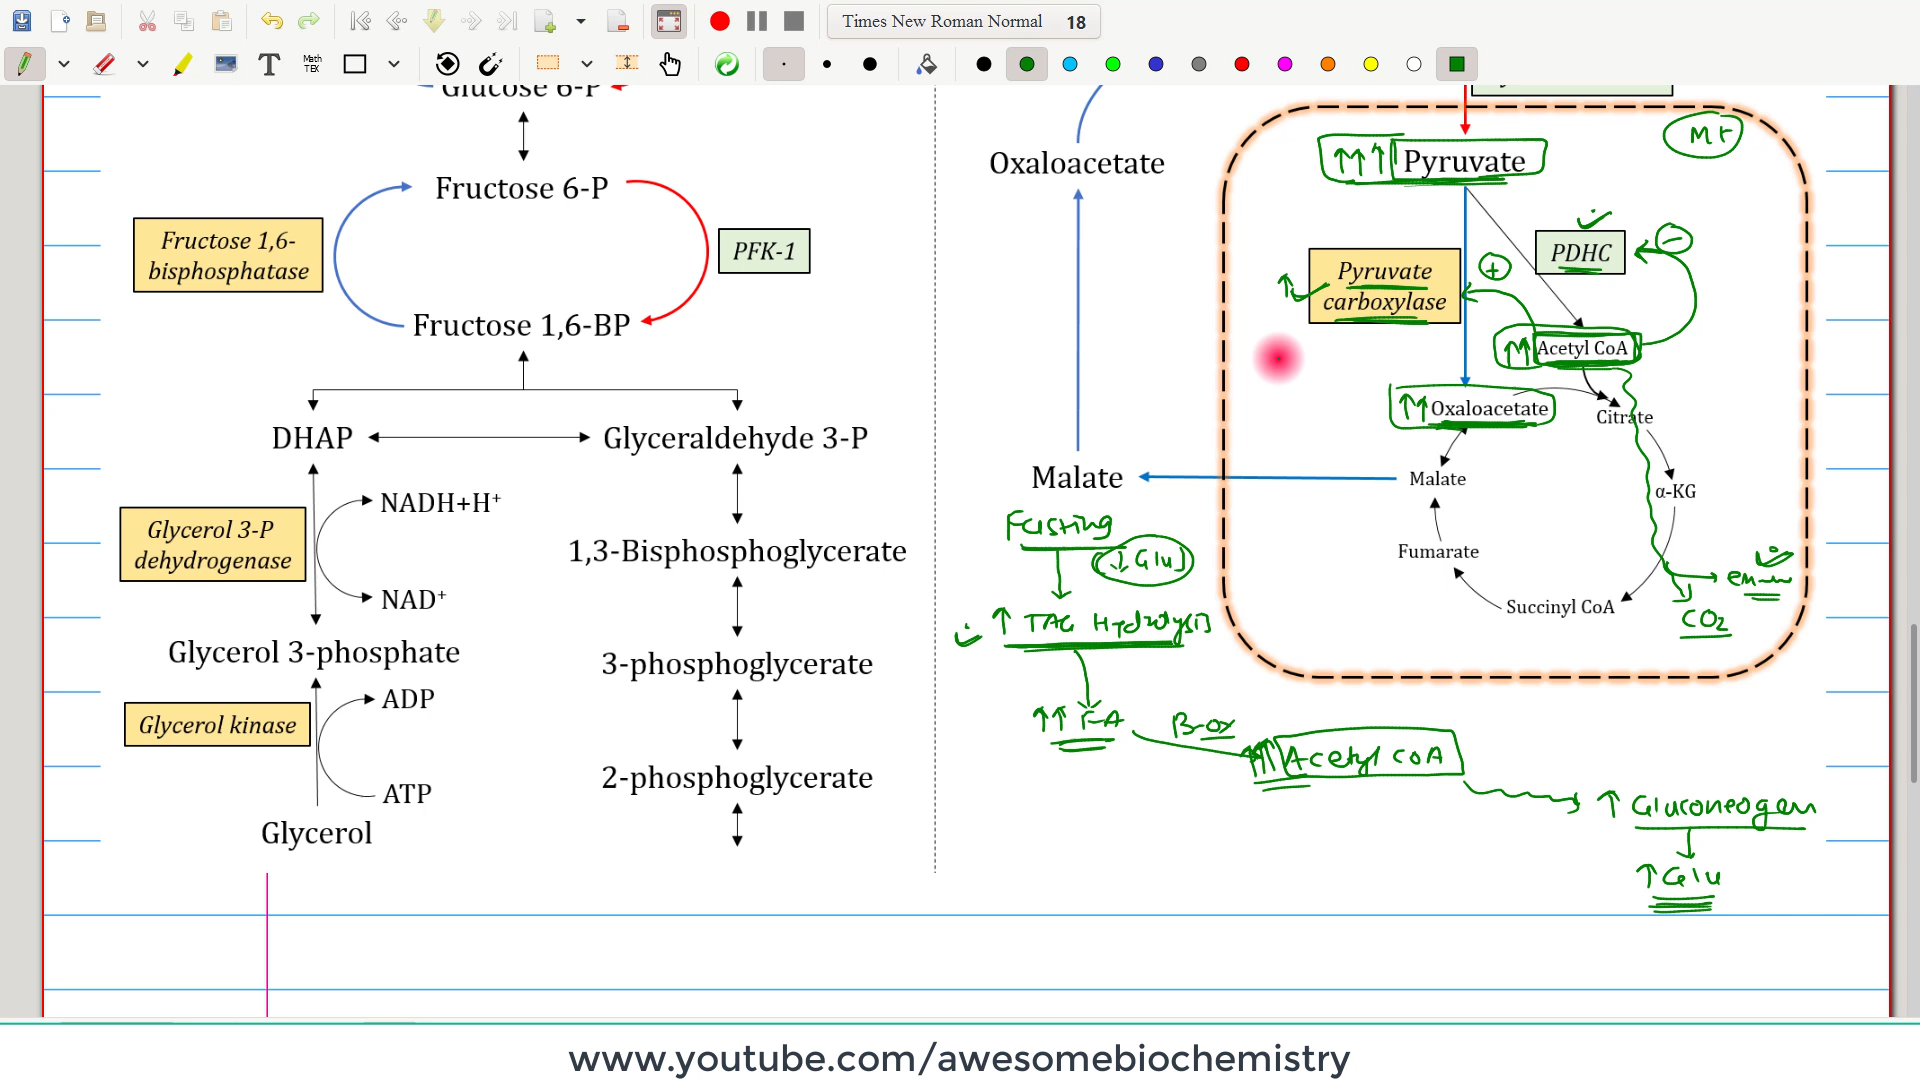 Times New Roman Normal 18
T
Math
TEX
Glucose 6-P
Fructose 6-P
Fructose 1,6-
bisphosphatase
PFK-1
Fructose 1,6-BP
DHAP
Glyceraldehyde 3-P
NADH+H⁺
Glycerol 3-P
dehydrogenase
1,3-Bisphosphoglycerate
NAD⁺
Glycerol 3-phosphate
3-phosphoglycerate
ADP
Glycerol kinase
2-phosphoglycerate
ATP
Glycerol
Oxaloacetate
Mt
↑↑↑ Pyruvate
PDHC
−
Pyruvate
carboxylase
+
↑↑ Acetyl CoA
↑↑ Oxaloacetate
Citrate
Malate
Malate
α-KG
Fumarate
Succinyl CoA
CO₂
Fasting
↓ Glu
↑ TAG Hydrolysis
↑↑ FA
β-ox
↑↑↑ Acetyl CoA
↑ Gluconeogen
↑ Glu
www.youtube.com/awesomebiochemistry